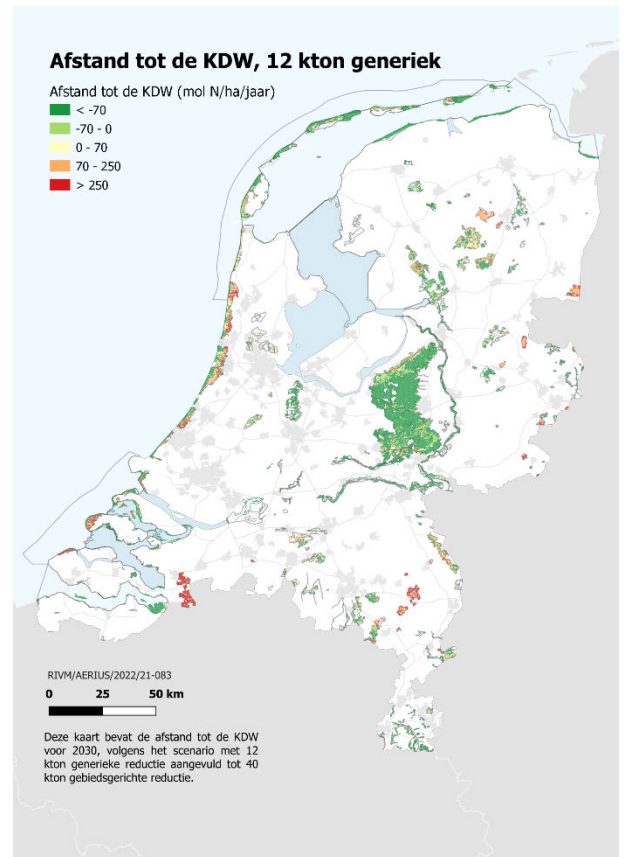 Afstand tot de KDW, 12 kton generiek
Afstand tot de KDW (mol N/ha/jaar)
< -70
-70 - 0
0 - 70
70 - 250
> 250
RIVM/AERIUS/2022/21-083
0 25 50 km
Deze kaart bevat de afstand tot de KDW
voor 2030, volgens het scenario met 12
kton generieke reductie aangevuld tot 40
kton gebiedsgerichte reductie.